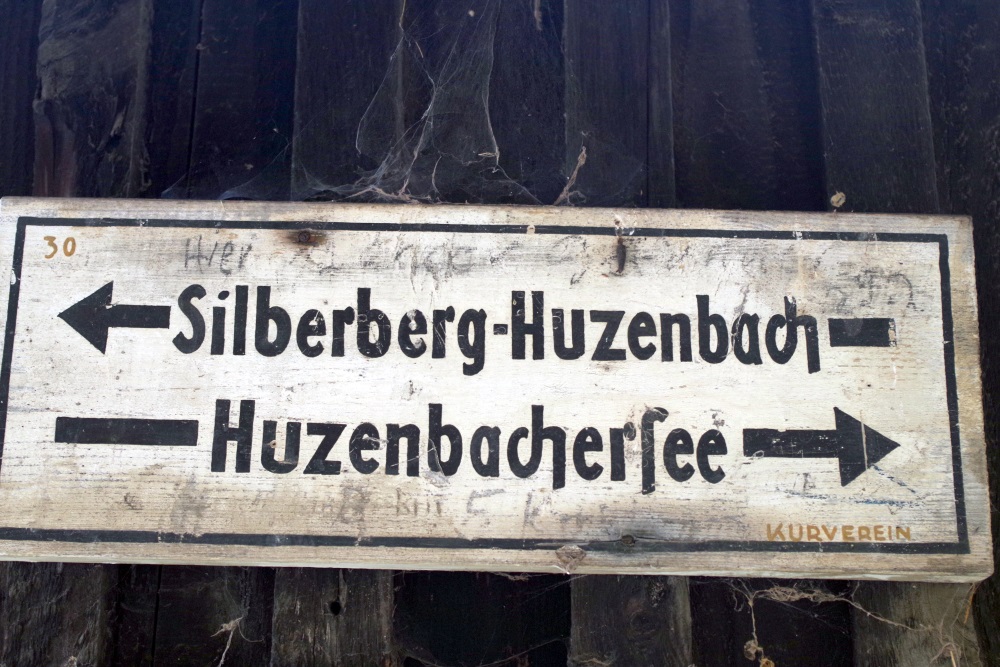 30
Silberberg-Huzenbach
Huzenbachersee
KURVEREIN